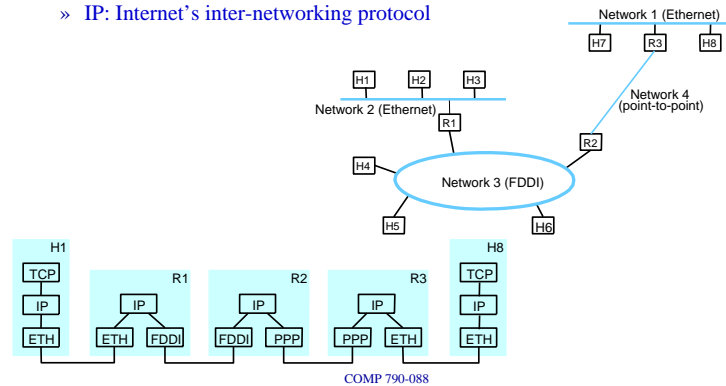 » IP: Internet's inter-networking protocol
Network 1 (Ethernet)
H7 R3 H8
H1 H2 H3
Network 2 (Ethernet)
R1
Network 4
(point-to-point)
R2
H4
Network 3 (FDDI)
H5
H6
H1 R1 R2 R3 H8
TCP TCP
IP IP IP IP IP
ETH ETH FDDI FDDI PPP PPP ETH ETH
COMP 790-088